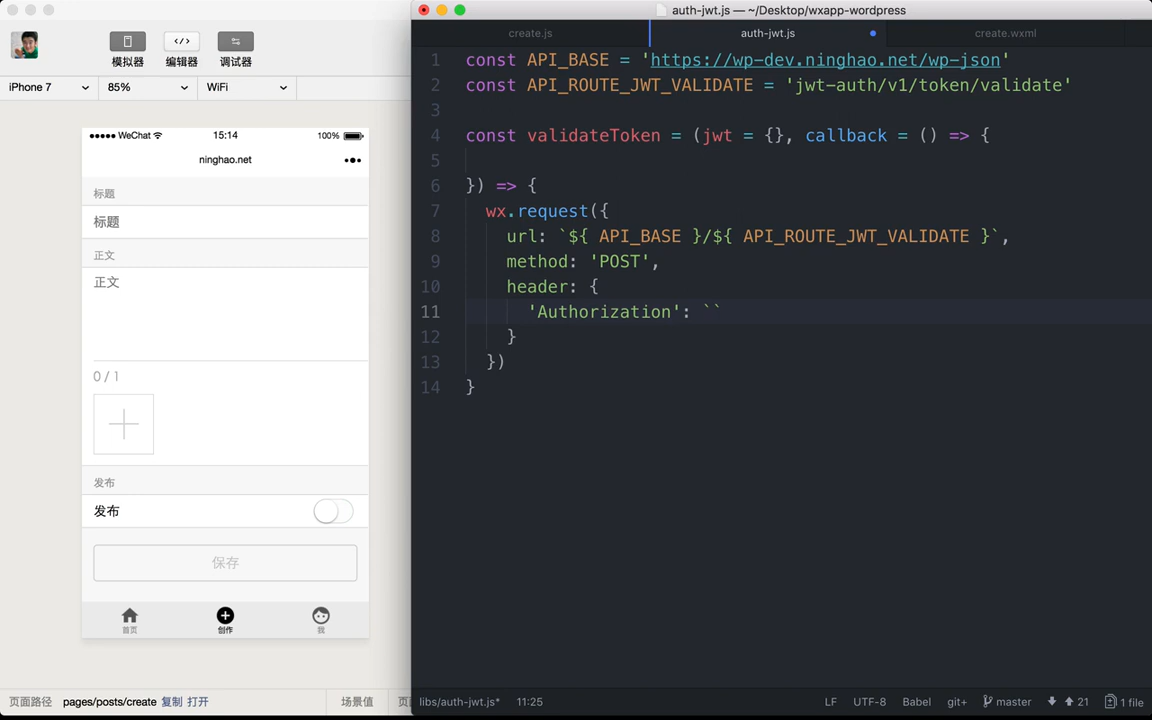 auth-jwt.js — ~/Desktop/wxapp-wordpress
模拟器 编辑器 调试器
iPhone 7 85% WiFi
WeChat 15:14 100%
ninghao.net
标题
标题
正文
正文
0 / 1
发布
发布
保存
首页 创作 我
页面路径 pages/posts/create 复制 打开 场景值 页
create.js auth-jwt.js create.wxml
1 const API_BASE = 'https://wp-dev.ninghao.net/wp-json'
2 const API_ROUTE_JWT_VALIDATE = 'jwt-auth/v1/token/validate'
3
4 const validateToken = (jwt = {}, callback = () => {
5
6 }) => {
7 wx.request({
8 url: `${ API_BASE }/${ API_ROUTE_JWT_VALIDATE }`,
9 method: 'POST',
10 header: {
11 'Authorization': ``
12 }
13 })
14 }
libs/auth-jwt.js* 11:25 LF UTF-8 Babel git+ master 21 1 file